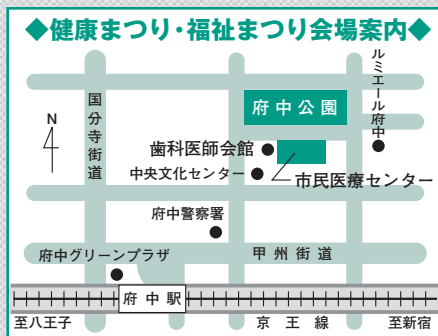 ◆健康まつり・福祉まつり会場案内◆
国分寺街道
ルミエール府中
府中公園
N
歯科医師会館
中央文化センター
市民医療センター
府中警察署
甲州街道
府中グリーンプラザ
府中駅
至八王子
京王線
至新宿